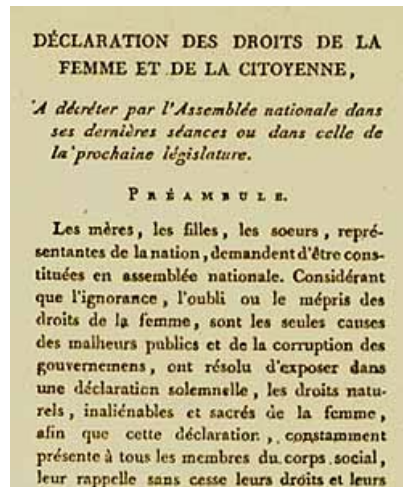 DÉCLARATION DES DROITS DE LA
FEMME ET DE LA CITOYENNE,
A décréter par l'Assemblée nationale dans
ses dernières séances ou dans celle de
la prochaine législature.
PRÉAMBULE.
Les mères, les filles, les soeurs, repré-
sentantes de la nation, demandent d'être cons-
tituées en assemblée nationale. Considérant
que l'ignorance, l'oubli ou le mépris des
droits de la femme, sont les seules causes
des malheurs publics et de la corruption des
gouvernemens, ont résolu d'exposer dans
une déclaration solemnelle, les droits natu-
rels, inaliénables et sacrés de la femme,
afin que cette déclaration, constamment
présente à tous les membres du corps social,
leur rappelle sans cesse leurs droits et leurs